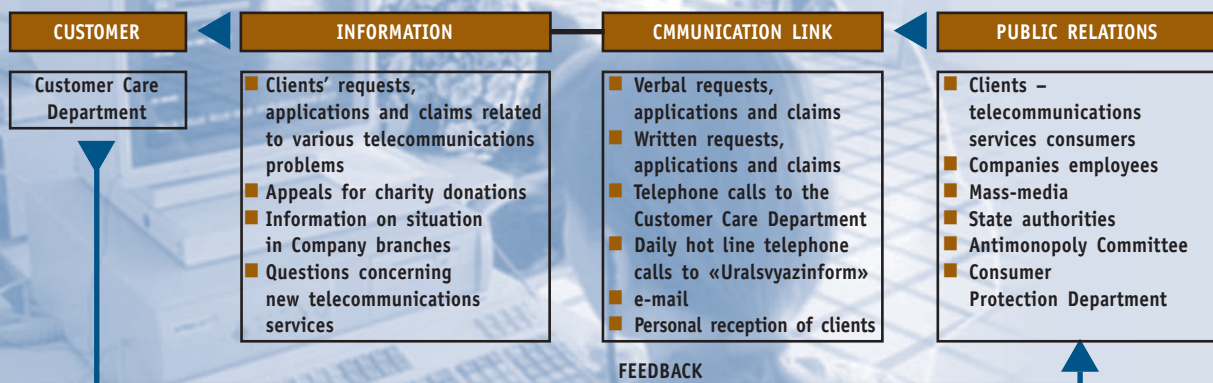 CUSTOMER
Customer Care
Department
INFORMATION
■ Clients’ requests,
applications and claims related
to various telecommunications
problems
■ Appeals for charity donations
■ Information on situation
in Company branches
■ Questions concerning
new telecommunications
services
CMMUNICATION LINK
■ Verbal requests,
applications and claims
■ Written requests,
applications and claims
■ Telephone calls to the
Customer Care Department
■ Daily hot line telephone
calls to «Uralsvyazinform»
■ e-mail
■ Personal reception of clients
PUBLIC RELATIONS
■ Clients –
telecommunications
services consumers
■ Companies employees
■ Mass-media
■ State authorities
■ Antimonopoly Committee
■ Consumer
Protection Department
FEEDBACK